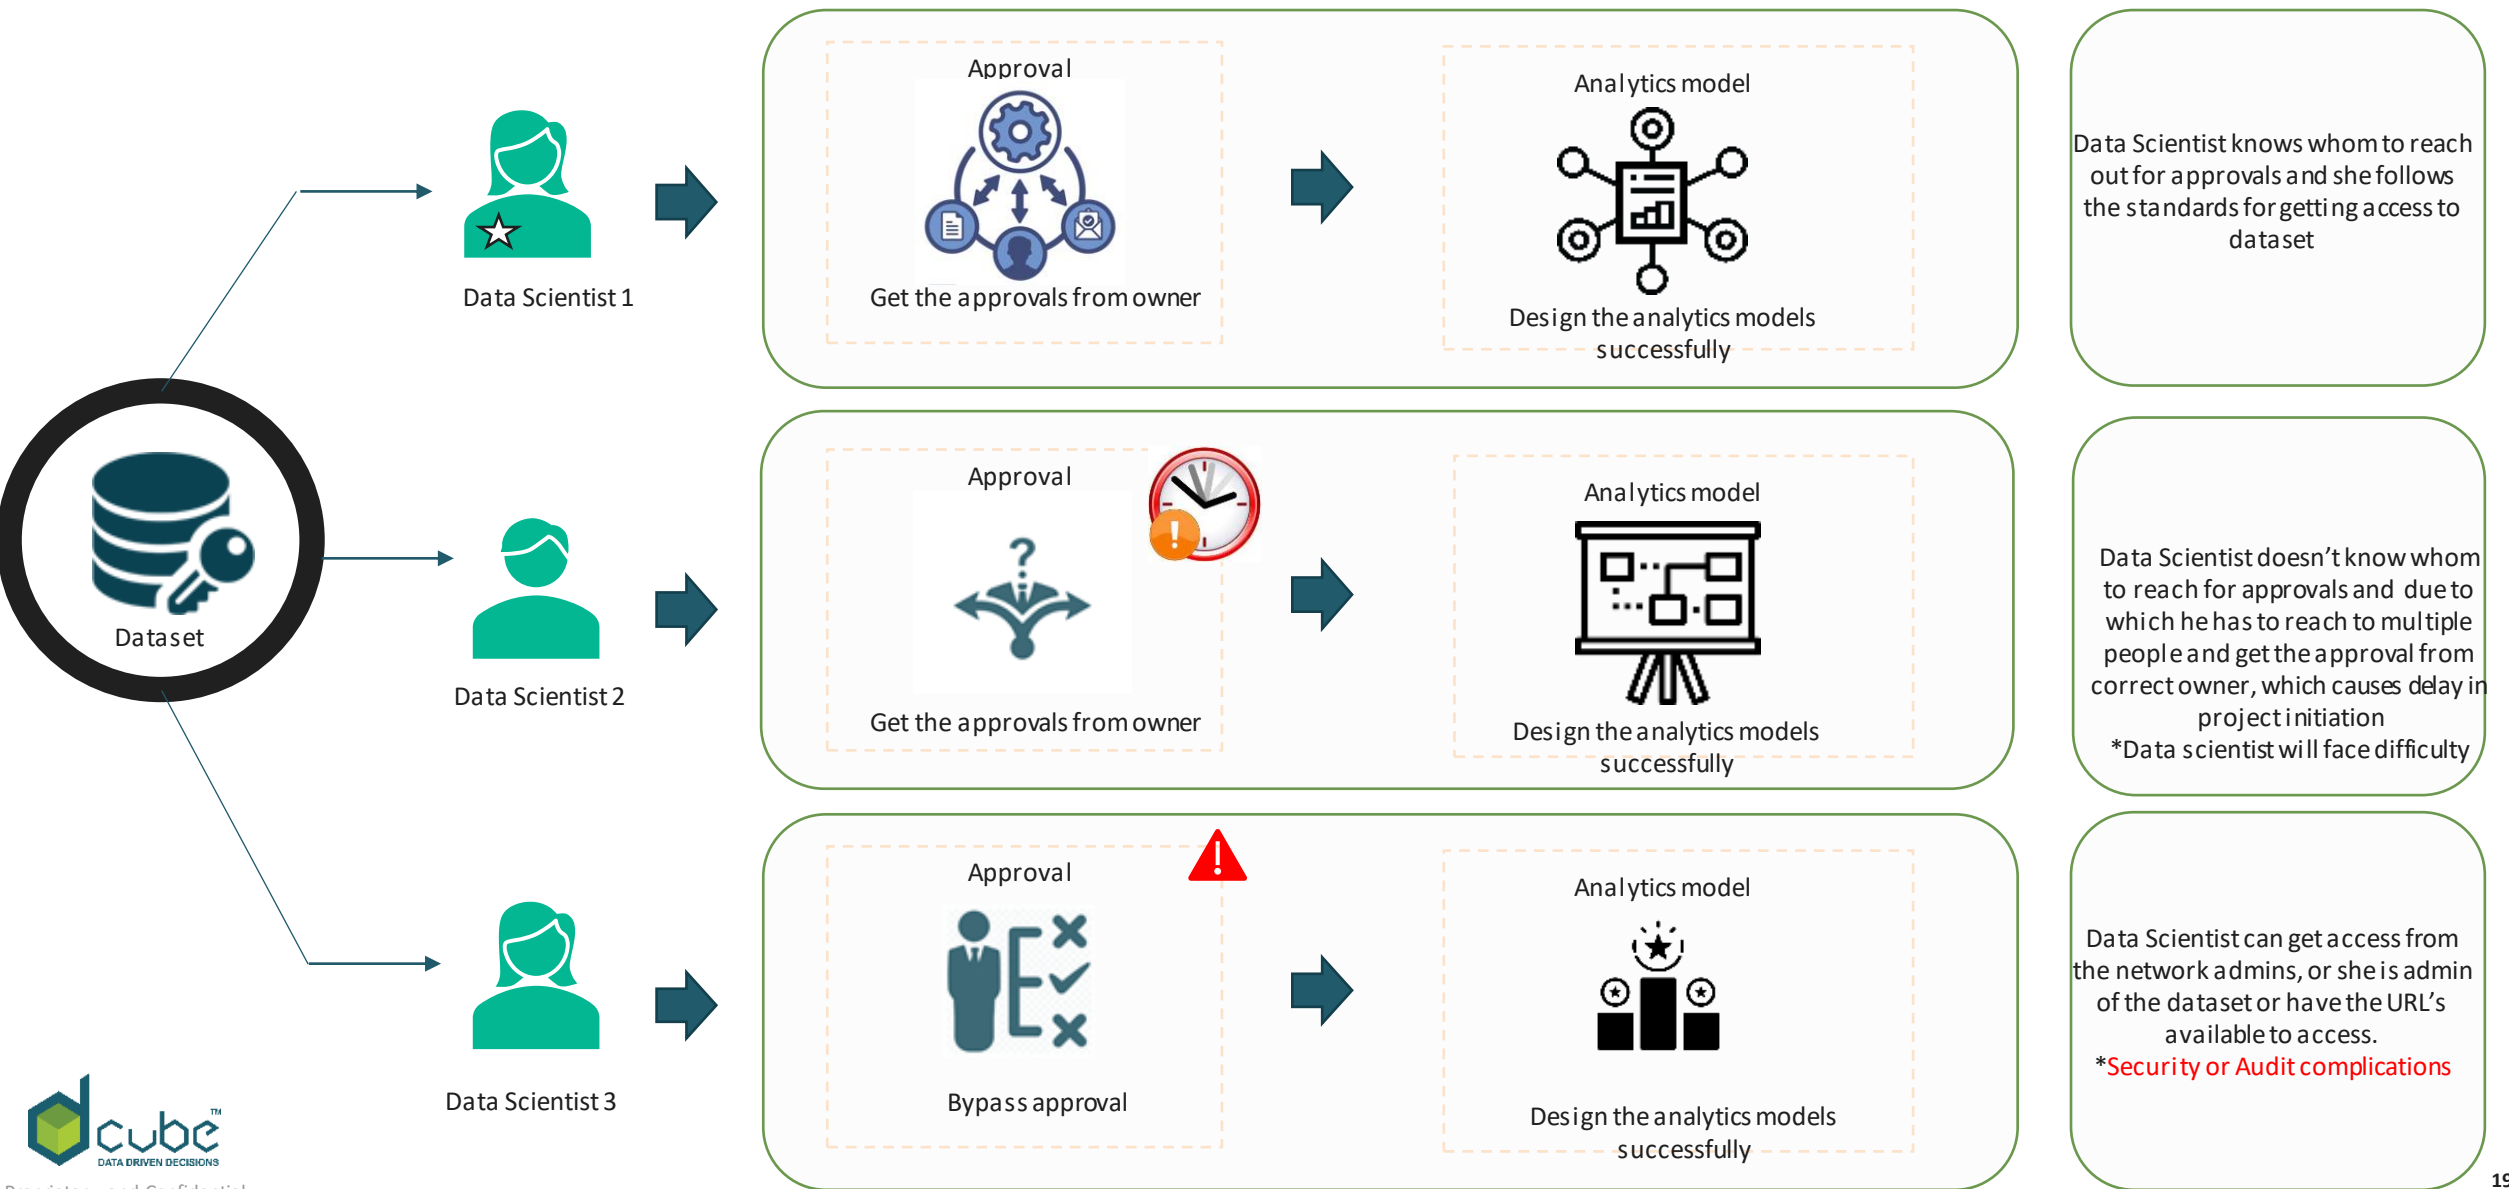 Approval
Analytics model
Data Scientist 1
Get the approvals from owner
Design the analytics models
successfully
Data Scientist knows whom to reach
out for approvals and she follows
the standards for getting access to
dataset
Dataset
Approval
Analytics model
Data Scientist 2
Get the approvals from owner
Design the analytics models
successfully
Data Scientist doesn’t know whom
to reach for approvals and due to
which he has to reach to multiple
people and get the approval from
correct owner, which causes delay in
project initiation
*Data scientist will face difficulty
Approval
Analytics model
Data Scientist 3
Bypass approval
Design the analytics models
successfully
Data Scientist can get access from
the network admins, or she is admin
of the dataset or have the URL’s
available to access.
*Security or Audit complications
dcube™
DATA DRIVEN DECISIONS
Proprietary and Confidential
19